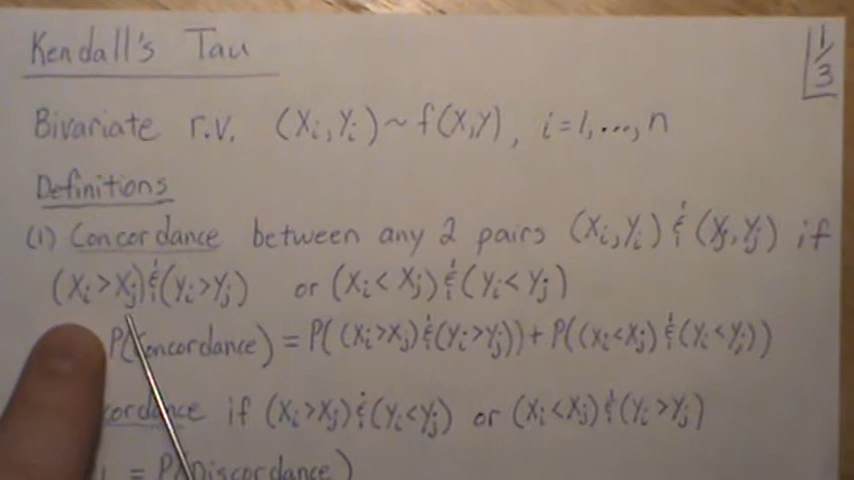 Kendall's Tau
1/3
Bivariate r.v. (Xi,Yi)~f(X,Y), i=1,...,n
Definitions
(1) Concordance between any 2 pairs (Xi,Yi) & (Xj,Yj) if
(Xi>Xj)&(Yi>Yj) or (Xi<Xj)&(Yi<Yj)
P(Concordance) = P((Xi>Xj)&(Yi>Yj)) + P((Xi<Xj)&(Yi<Yj))
cordance if (Xi>Xj)&(Yi<Yj) or (Xi<Xj)&(Yi>Yj)
= P(Discordance)